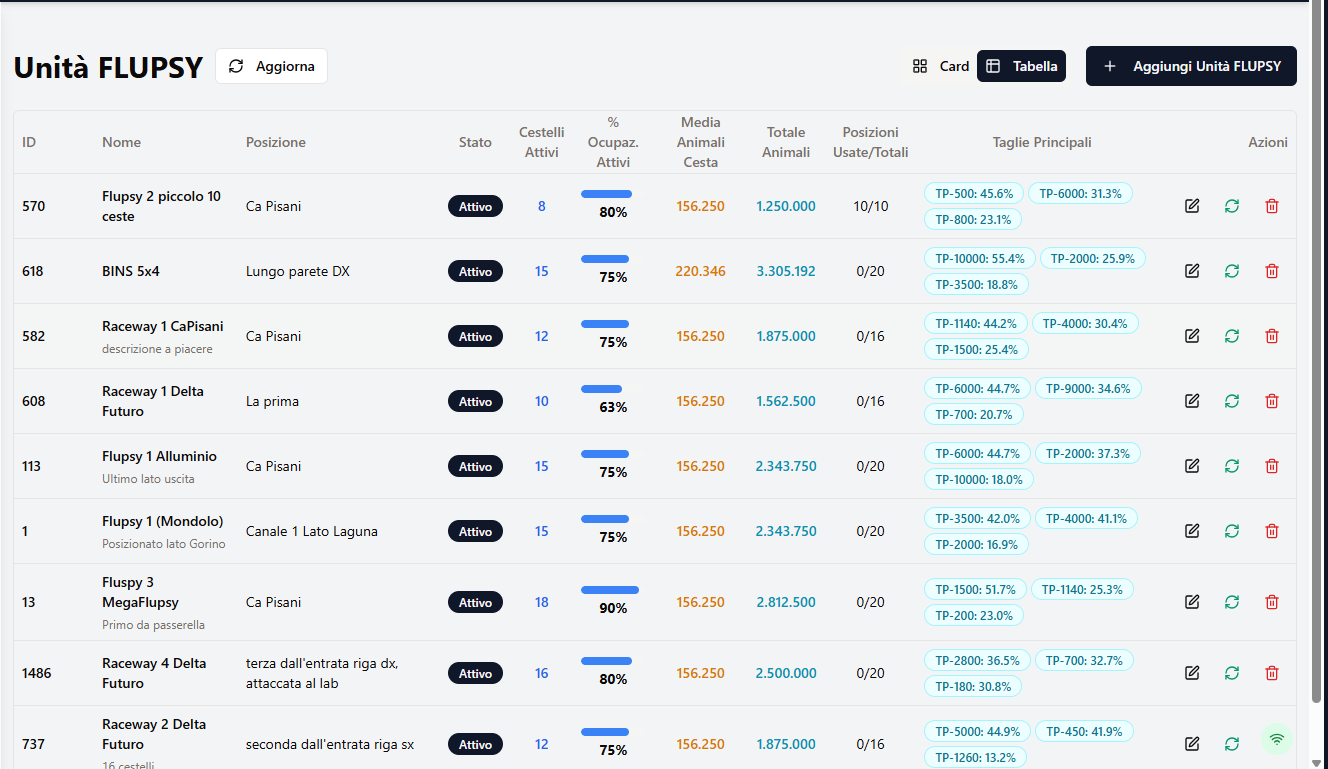 Unità FLUPSY Aggiorna Card Tabella + Aggiungi Unità FLUPSY
ID Nome Posizione Stato Cestelli Attivi % Ocupaz. Attivi Media Animali Cesta Totale Animali Posizioni Usate/Totali Taglie Principali Azioni
570 Flupsy 2 piccolo 10 ceste Ca Pisani Attivo 8 80% 156.250 1.250.000 10/10 TP-500: 45.6% TP-6000: 31.3% TP-800: 23.1%
618 BINS 5x4 Lungo parete DX Attivo 15 75% 220.346 3.305.192 0/20 TP-10000: 55.4% TP-2000: 25.9% TP-3500: 18.8%
582 Raceway 1 CaPisani descrizione a piacere Ca Pisani Attivo 12 75% 156.250 1.875.000 0/16 TP-1140: 44.2% TP-4000: 30.4% TP-1500: 25.4%
608 Raceway 1 Delta Futuro La prima Attivo 10 63% 156.250 1.562.500 0/16 TP-6000: 44.7% TP-9000: 34.6% TP-700: 20.7%
113 Flupsy 1 Alluminio Ultimo lato uscita Ca Pisani Attivo 15 75% 156.250 2.343.750 0/20 TP-6000: 44.7% TP-2000: 37.3% TP-10000: 18.0%
1 Flupsy 1 (Mondolo) Posizionato lato Gorino Canale 1 Lato Laguna Attivo 15 75% 156.250 2.343.750 0/20 TP-3500: 42.0% TP-4000: 41.1% TP-2000: 16.9%
13 Fluspy 3 MegaFlupsy Primo da passerella Ca Pisani Attivo 18 90% 156.250 2.812.500 0/20 TP-1500: 51.7% TP-1140: 25.3% TP-200: 23.0%
1486 Raceway 4 Delta Futuro terza dall'entrata riga dx, attaccata al lab Attivo 16 80% 156.250 2.500.000 0/20 TP-2800: 36.5% TP-700: 32.7% TP-180: 30.8%
737 Raceway 2 Delta Futuro 16 cestelli seconda dall'entrata riga sx Attivo 12 75% 156.250 1.875.000 0/16 TP-5000: 44.9% TP-450: 41.9% TP-1260: 13.2%